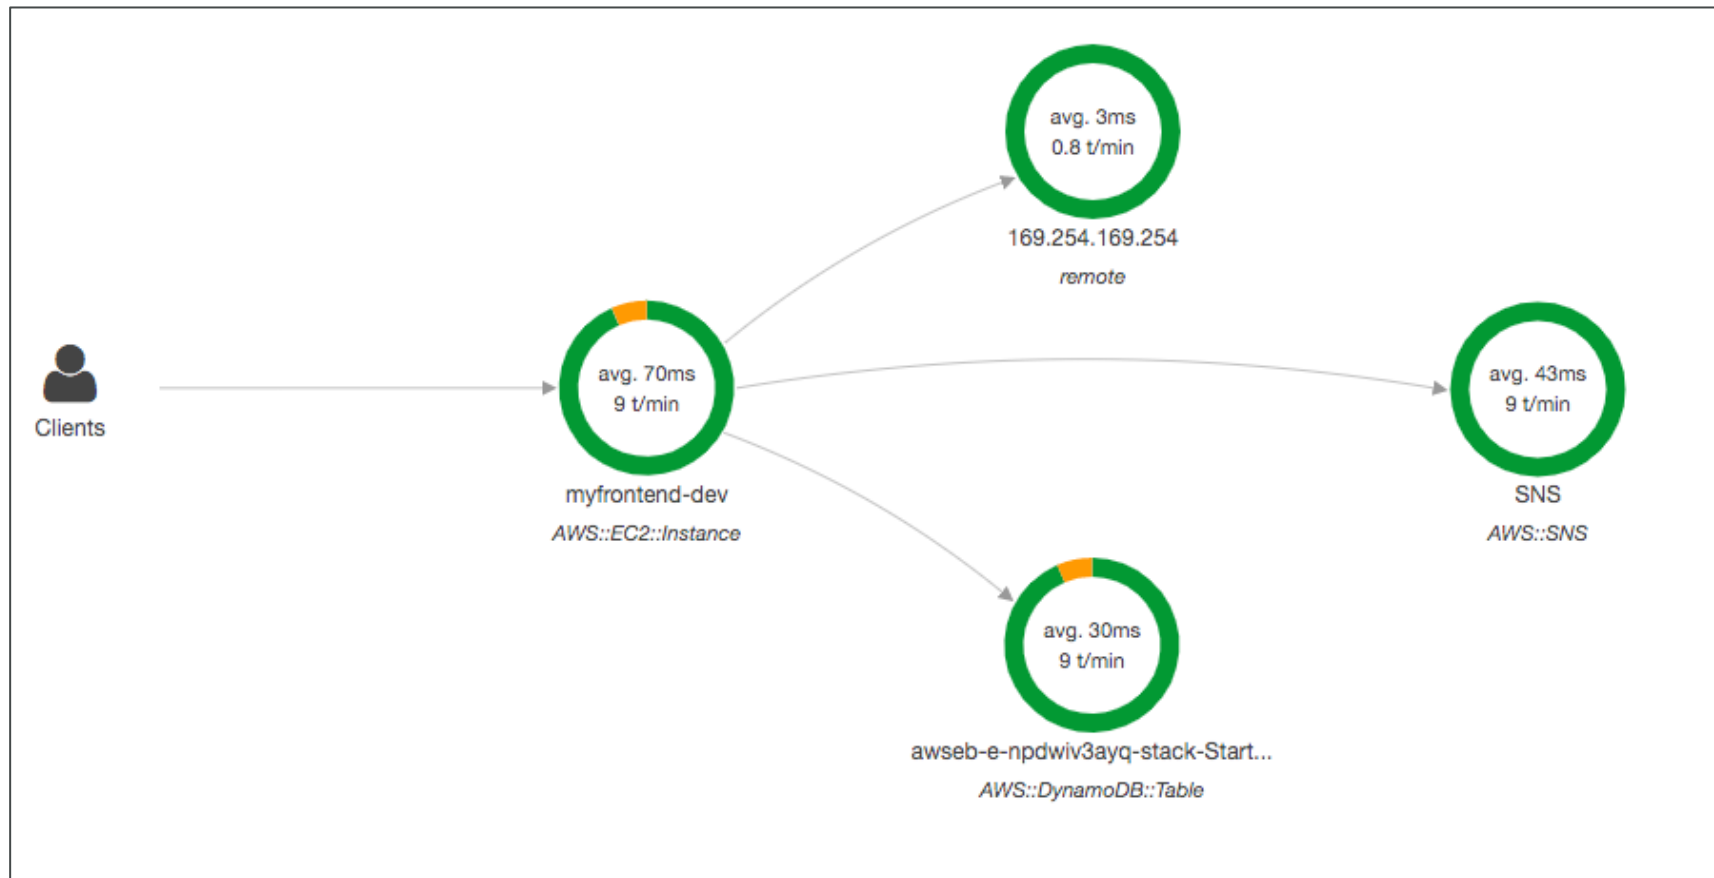 avg. 3ms
0.8 t/min
169.254.169.254
remote
Clients
avg. 70ms
9 t/min
myfrontend-dev
AWS::EC2::Instance
avg. 43ms
9 t/min
SNS
AWS::SNS
avg. 30ms
9 t/min
awseb-e-npdwiv3ayq-stack-Start...
AWS::DynamoDB::Table